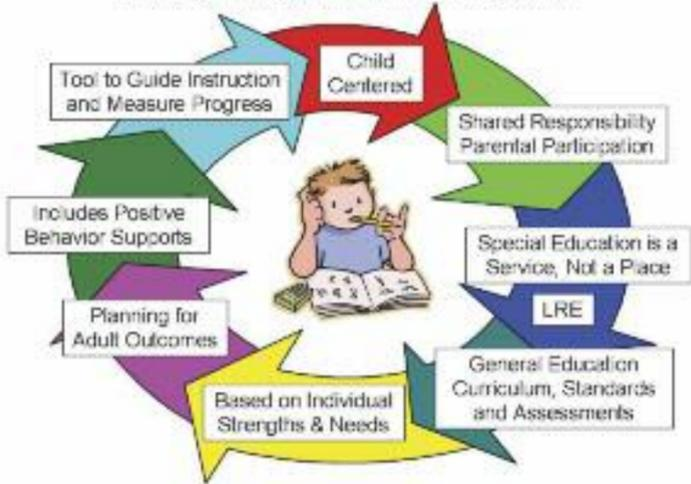 Child
Centered
Shared Responsibility
Parental Participation
Special Education is a
Service, Not a Place
LRE
General Education
Curriculum, Standards
and Assessments
Based on Individual
Strengths & Needs
Planning for
Adult Outcomes
Includes Positive
Behavior Supports
Tool to Guide Instruction
and Measure Progress